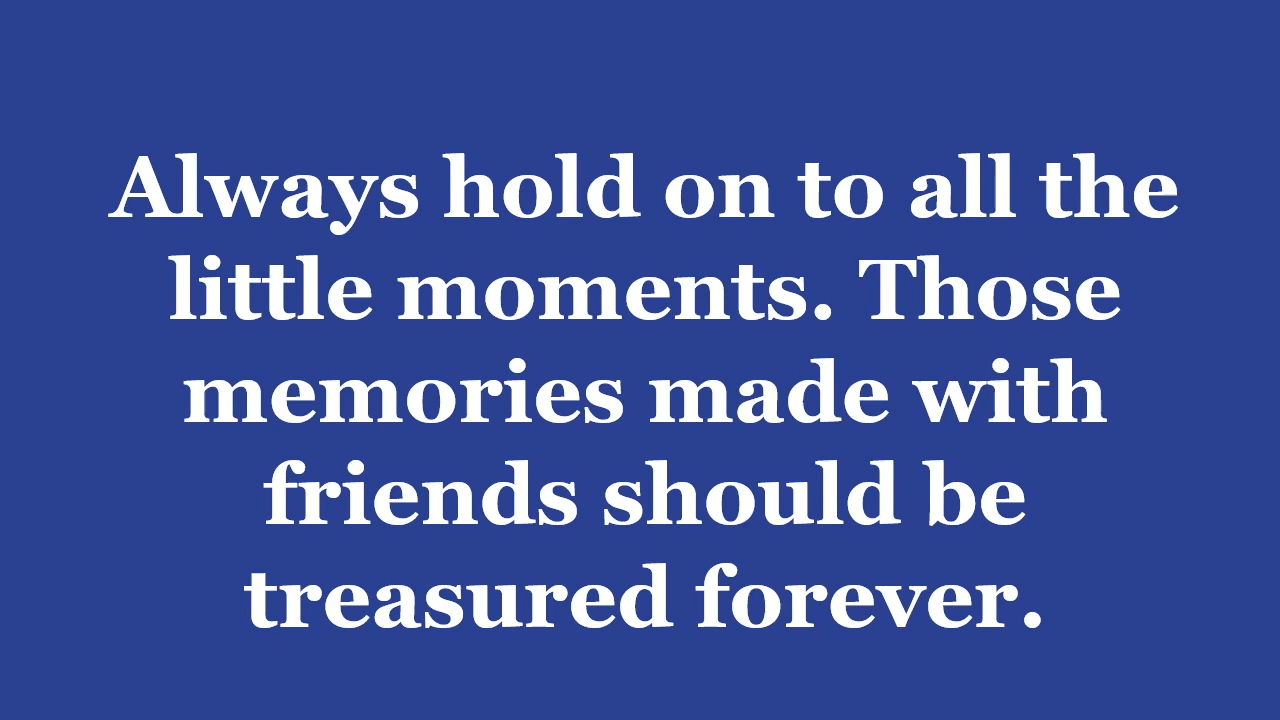 Always hold on to all the
little moments. Those
memories made with
friends should be
treasured forever.